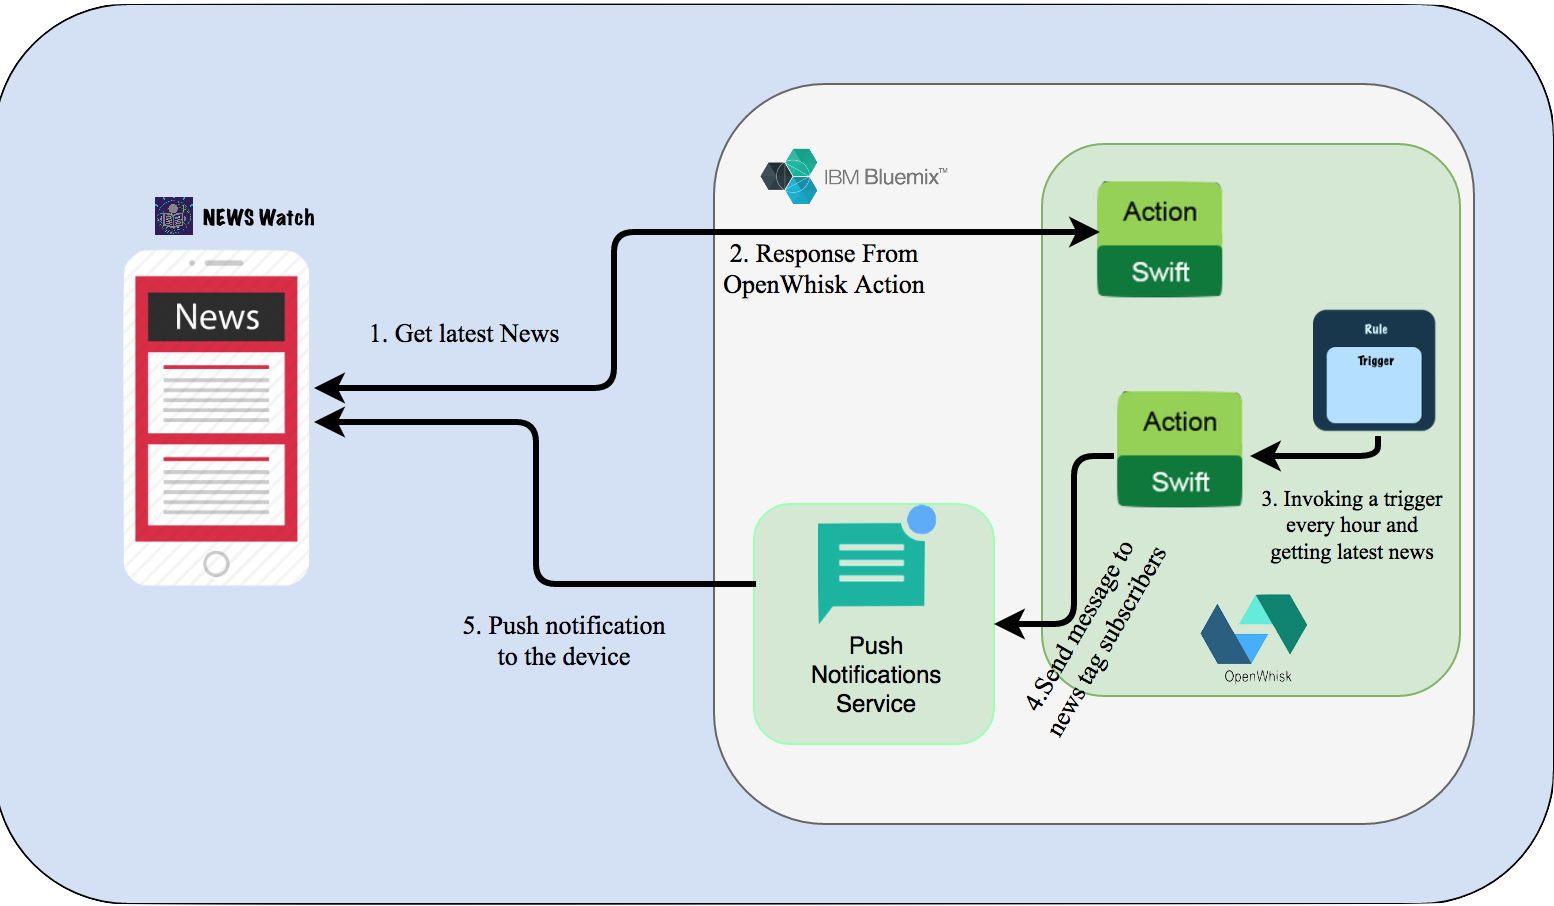 IBM Bluemix™
NEWS Watch
News
1. Get latest News
2. Response From
OpenWhisk Action
Action
Swift
Rule
Trigger
Action
Swift
3. Invoking a trigger
every hour and
getting latest news
4.Send message to
news tag subscribers
OpenWhisk
Push
Notifications
Service
5. Push notification
to the device